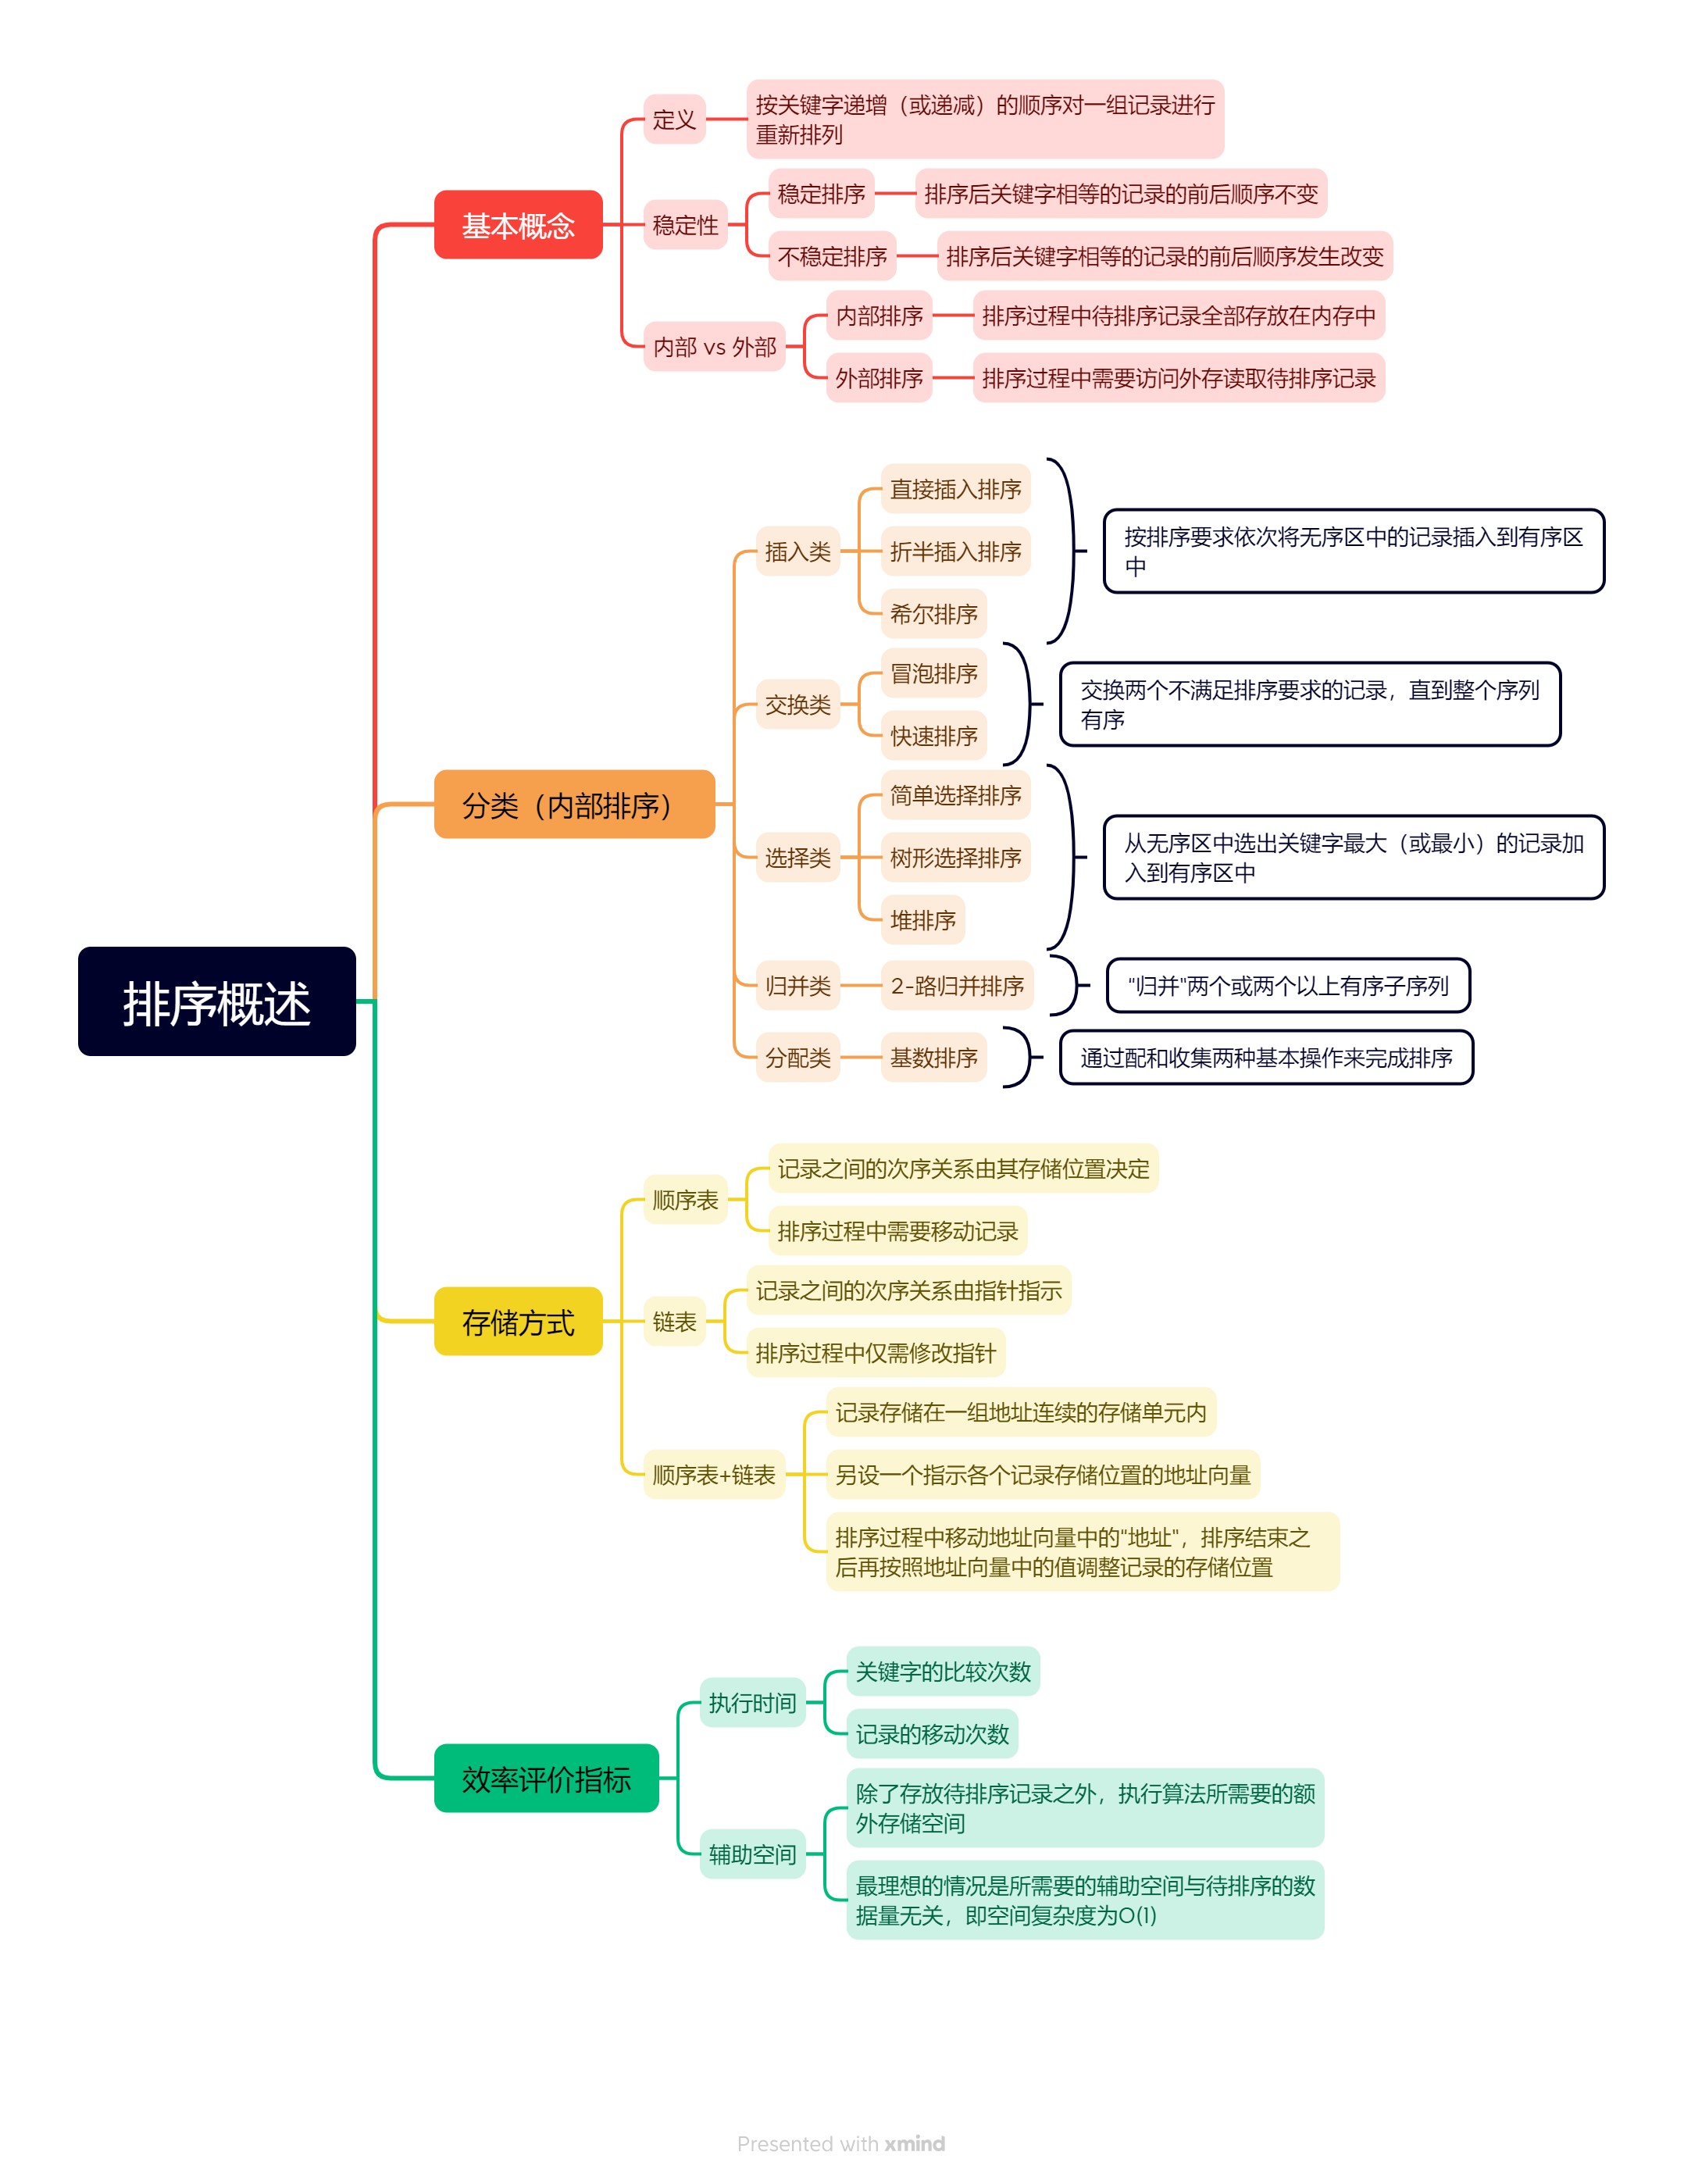 排序概述
基本概念
定义
按关键字递增（或递减）的顺序对一组记录进行
重新排列
稳定性
稳定排序
排序后关键字相等的记录的前后顺序不变
不稳定排序
排序后关键字相等的记录的前后顺序发生改变
内部 vs 外部
内部排序
排序过程中待排序记录全部存放在内存中
外部排序
排序过程中需要访问外存读取待排序记录
分类（内部排序）
插入类
直接插入排序
折半插入排序
希尔排序
按排序要求依次将无序区中的记录插入到有序区
中
交换类
冒泡排序
快速排序
交换两个不满足排序要求的记录，直到整个序列
有序
选择类
简单选择排序
树形选择排序
堆排序
从无序区中选出关键字最大（或最小）的记录加
入到有序区中
归并类
2-路归并排序
"归并"两个或两个以上有序子序列
分配类
基数排序
通过配和收集两种基本操作来完成排序
存储方式
顺序表
记录之间的次序关系由其存储位置决定
排序过程中需要移动记录
链表
记录之间的次序关系由指针指示
排序过程中仅需修改指针
顺序表+链表
记录存储在一组地址连续的存储单元内
另设一个指示各个记录存储位置的地址向量
排序过程中移动地址向量中的"地址"，排序结束之
后再按照地址向量中的值调整记录的存储位置
效率评价指标
执行时间
关键字的比较次数
记录的移动次数
辅助空间
除了存放待排序记录之外，执行算法所需要的额
外存储空间
最理想的情况是所需要的辅助空间与待排序的数
据量无关，即空间复杂度为O(1)
Presented with xmind